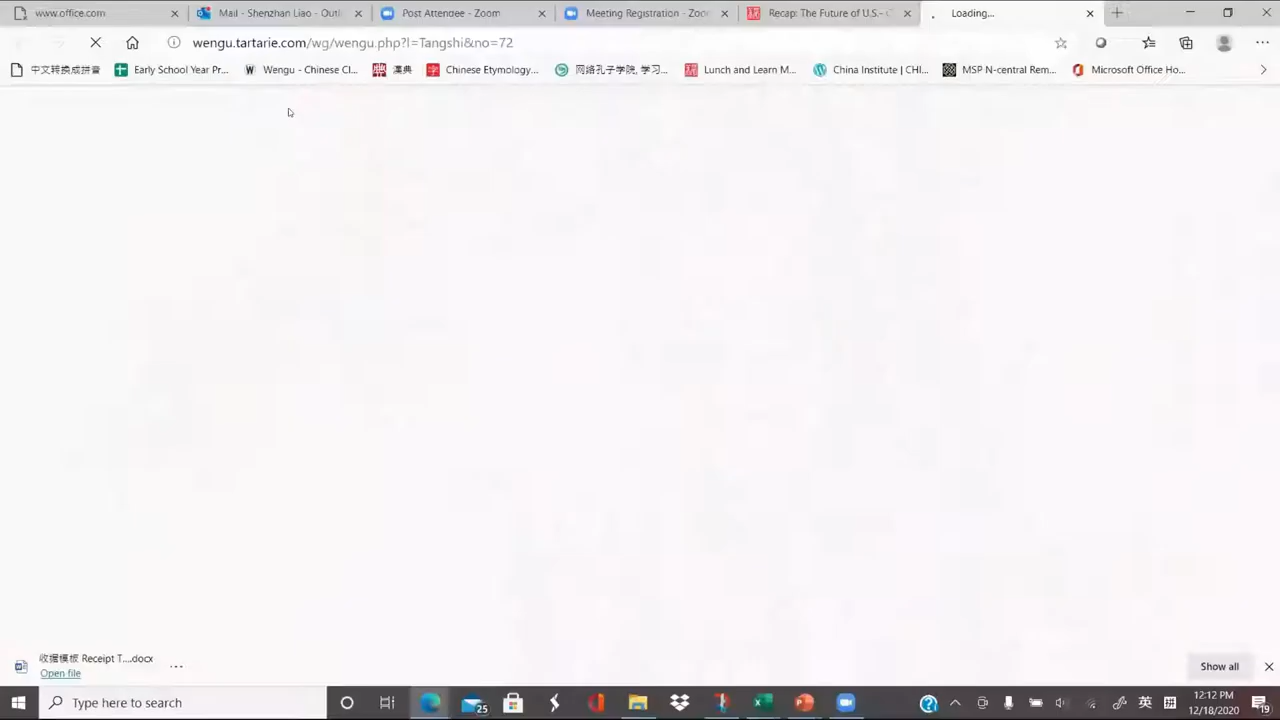 www.office.com
Mail - Shenzhan Liao - Outl
Post Attendee - Zoom
Meeting Registration - Zoo
Recap: The Future of U.S.- C
Loading...
wengu.tartarie.com/wg/wengu.php?l=Tangshi&no=72
中文转换成拼音
Early School Year Pr...
Wengu - Chinese Cl...
漢典
Chinese Etymology...
网络孔子学院, 学习...
Lunch and Learn M...
China Institute | CHI...
MSP N-central Rem...
Microsoft Office Ho...
收据模板 Receipt T....docx
Open file
Show all
Type here to search
25
英
12:12 PM
12/18/2020
19